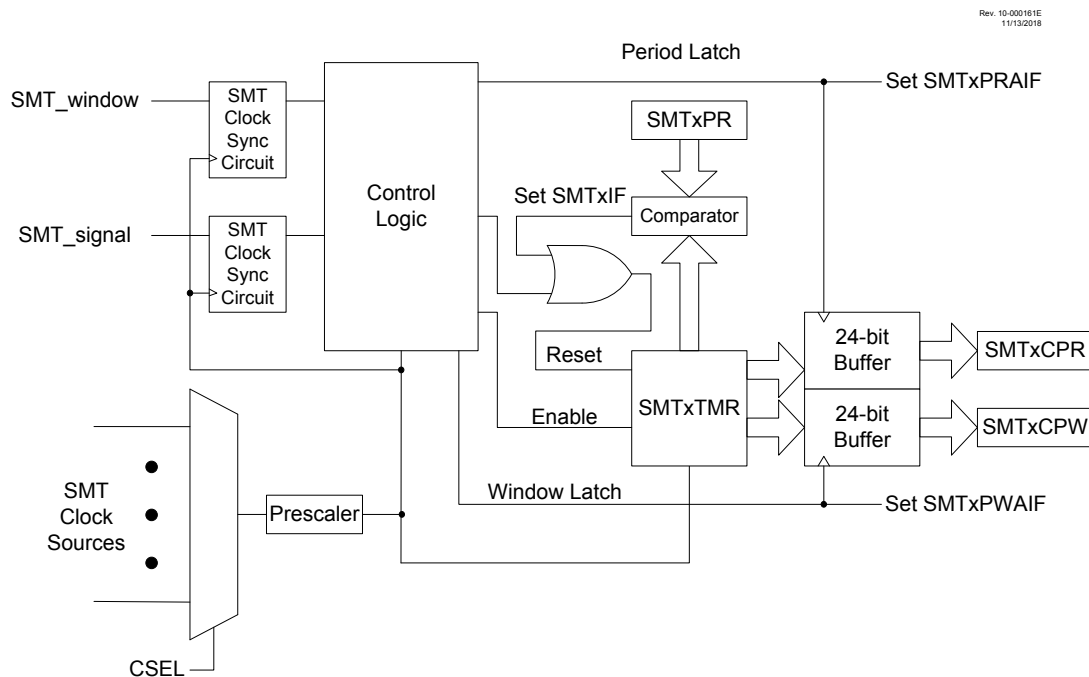 Rev. 10-000161E
11/13/2018
Period Latch
SMT_window
SMT
Clock
Sync
Circuit
Set SMTxPRAIF
SMTxPR
Control
Logic
Set SMTxIF
Comparator
SMT_signal
SMT
Clock
Sync
Circuit
24-bit
Buffer
SMTxCPR
Reset
SMTxTMR
Enable
24-bit
Buffer
SMTxCPW
Window Latch
Set SMTxPWAIF
SMT
Clock
Sources
Prescaler
CSEL